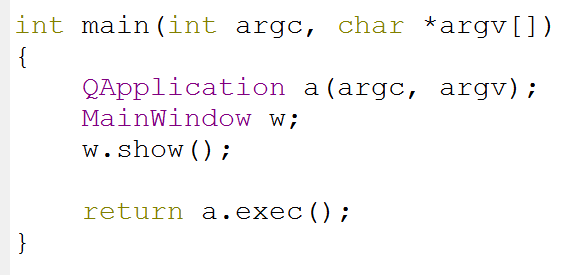 int main(int argc, char *argv[])
{
    QApplication a(argc, argv);
    MainWindow w;
    w.show();

    return a.exec();
}